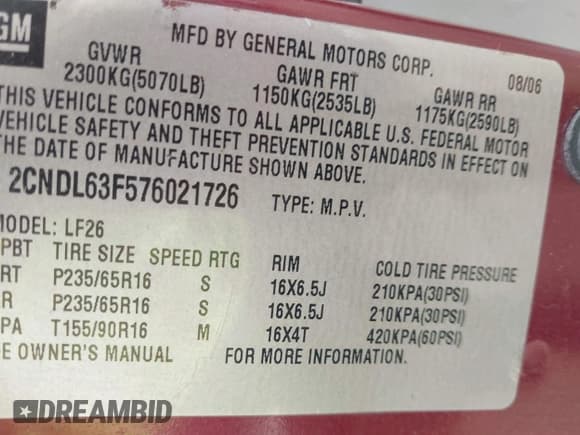 GM
MFD BY GENERAL MOTORS CORP.
GVWR GAWR FRT GAWR RR 08/06
2300KG(5070LB) 1150KG(2535LB) 1175KG(2590LB)
THIS VEHICLE CONFORMS TO ALL APPLICABLE U.S. FEDERAL MOTOR
VEHICLE SAFETY AND THEFT PREVENTION STANDARDS IN EFFECT ON
THE DATE OF MANUFACTURE SHOWN ABOVE.
2CNDL63F576021726 TYPE: M.P.V.
MODEL: LF26
PBT TIRE SIZE SPEED RTG RIM COLD TIRE PRESSURE
RT P235/65R16 S 16X6.5J 210KPA(30PSI)
R P235/65R16 S 16X6.5J 210KPA(30PSI)
PA T155/90R16 M 16X4T 420KPA(60PSI)
E OWNER'S MANUAL FOR MORE INFORMATION.
DREAMBID